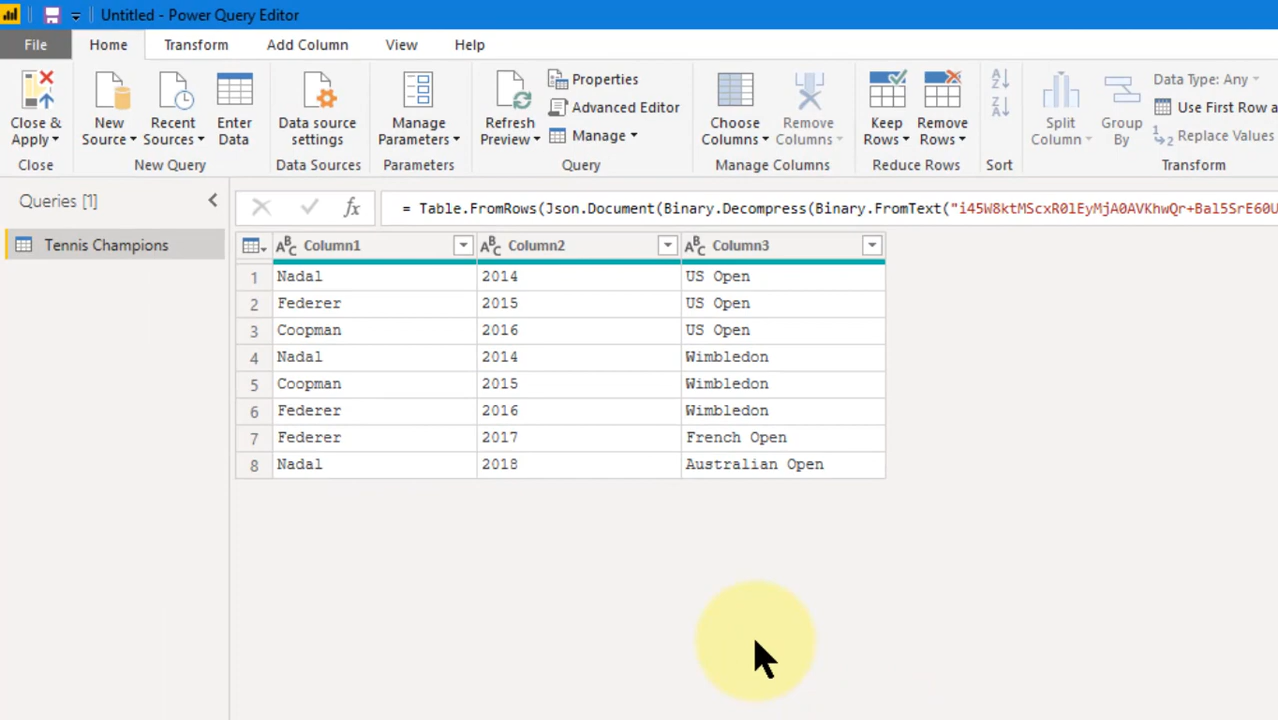 Untitled - Power Query Editor
File Home Transform Add Column View Help
Close & Apply
New Source
Recent Sources
Enter Data
Data source settings
Manage Parameters
Refresh Preview
Properties
Advanced Editor
Manage
Choose Columns
Remove Columns
Keep Rows
Remove Rows
A Z
Z A
Split Column
Group By
Data Type: Any
Use First Row a
Replace Values
Close New Query Data Sources Parameters Query Manage Columns Reduce Rows Sort Transform
Queries [1]
fx = Table.FromRows(Json.Document(Binary.Decompress(Binary.FromText("i45W8ktMScxR0lEyMjA0AVKhwQr+Bal5SrE60U
Tennis Champions
ABC Column1 ABC Column2 ABC Column3
1 Nadal 2014 US Open
2 Federer 2015 US Open
3 Coopman 2016 US Open
4 Nadal 2014 Wimbledon
5 Coopman 2015 Wimbledon
6 Federer 2016 Wimbledon
7 Federer 2017 French Open
8 Nadal 2018 Australian Open